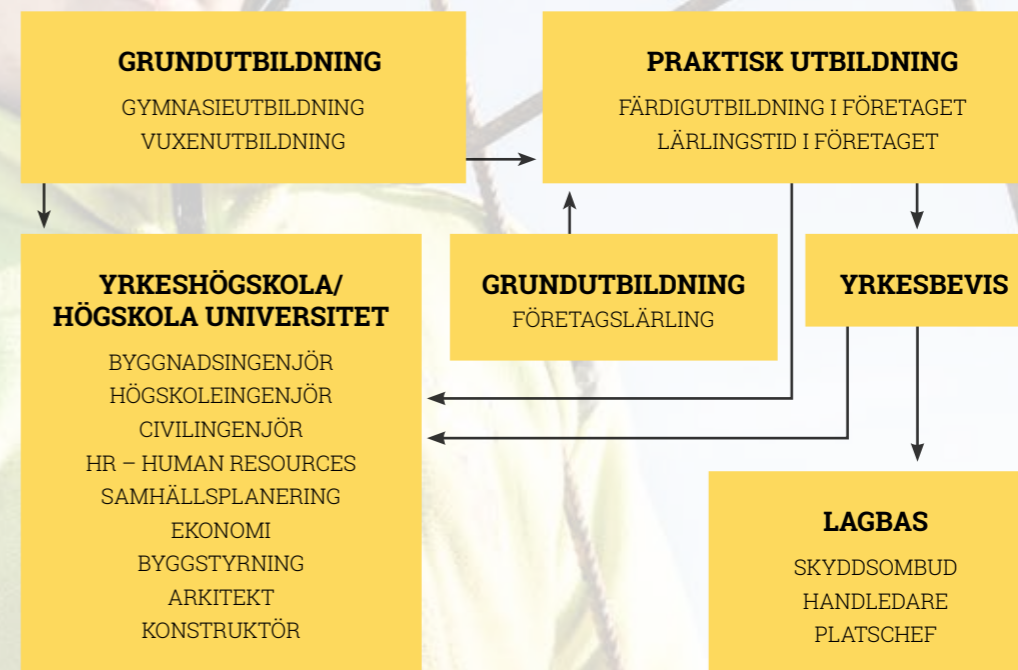 GRUNDUTBILDNING
GYMNASIEUTBILDNING
VUXENUTBILDNING
PRAKTISK UTBILDNING
FÄRDIGUTBILDNING I FÖRETAGET
LÄRLINGSTID I FÖRETAGET
YRKESHÖGSKOLA/
HÖGSKOLA UNIVERSITET
BYGGNADSINGENJÖR
HÖGSKOLEINGENJÖR
CIVILINGENJÖR
HR – HUMAN RESOURCES
SAMHÄLLSPLANERING
EKONOMI
BYGGSTYRNING
ARKITEKT
KONSTRUKTÖR
GRUNDUTBILDNING
FÖRETAGSLÄRLING
YRKESBEVIS
LAGBAS
SKYDDSOMBUD
HANDLEDARE
PLATSCHEF